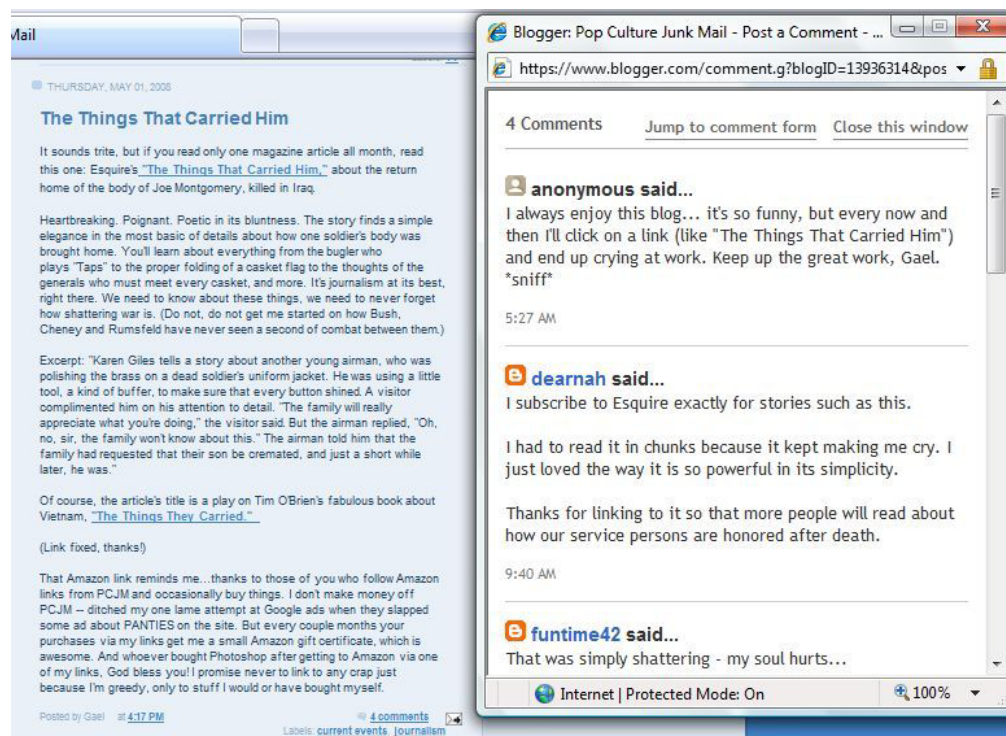 Mail
THURSDAY, MAY 01, 2008
The Things That Carried Him
It sounds trite, but if you read only one magazine article all month, read
this one: Esquire's "The Things That Carried Him," about the return
home of the body of Joe Montgomery, killed in Iraq.
Heartbreaking. Poignant. Poetic in its bluntness. The story finds a simple
elegance in the most basic of details about how one soldier's body was
brought home. You'll learn about everything from the bugler who
plays "Taps" to the proper folding of a casket flag to the thoughts of the
generals who must meet every casket, and more. It's journalism at its best,
right there. We need to know about these things, we need to never forget
how shattering war is. (Do not, do not get me started on how Bush,
Cheney and Rumsfeld have never seen a second of combat between them.)
Excerpt: "Karen Giles tells a story about another young airman, who was
polishing the brass on a dead soldier's uniform jacket. He was using a little
tool, a kind of buffer, to make sure that every button shined. A visitor
complimented him on his attention to detail. "The family will really
appreciate what you're doing," the visitor said. But the airman replied, "Oh,
no, sir, the family won't know about this." The airman told him that the
family had requested that their son be cremated, and just a short while
later, he was."
Of course, the article's title is a play on Tim O'Brien's fabulous book about
Vietnam, "The Things They Carried."
(Link fixed, thanks!)
That Amazon link reminds me...thanks to those of you who follow Amazon
links from PCJM and occasionally buy things. I don't make money off
PCJM -- ditched my one lame attempt at Google ads when they slapped
some ad about PANTIES on the site. But every couple months your
purchases via my links get me a small Amazon gift certificate, which is
awesome. And whoever bought Photoshop after getting to Amazon via one
of my links, God bless you! I promise never to link to any crap just
because I'm greedy, only to stuff I would or have bought myself.
Posted by Gael at 4:17 PM
4 comments
Labels: current events, journalism
Blogger: Pop Culture Junk Mail - Post a Comment - ...
https://www.blogger.com/comment.g?blogID=13936314&pos
4 Comments
Jump to comment form Close this window
anonymous said...
I always enjoy this blog... it's so funny, but every now and
then I'll click on a link (like "The Things That Carried Him")
and end up crying at work. Keep up the great work, Gael.
*sniff*
5:27 AM
dearnah said...
I subscribe to Esquire exactly for stories such as this.
I had to read it in chunks because it kept making me cry. I
just loved the way it is so powerful in its simplicity.
Thanks for linking to it so that more people will read about
how our service persons are honored after death.
9:40 AM
funtime42 said...
That was simply shattering - my soul hurts...
Internet | Protected Mode: On
100%